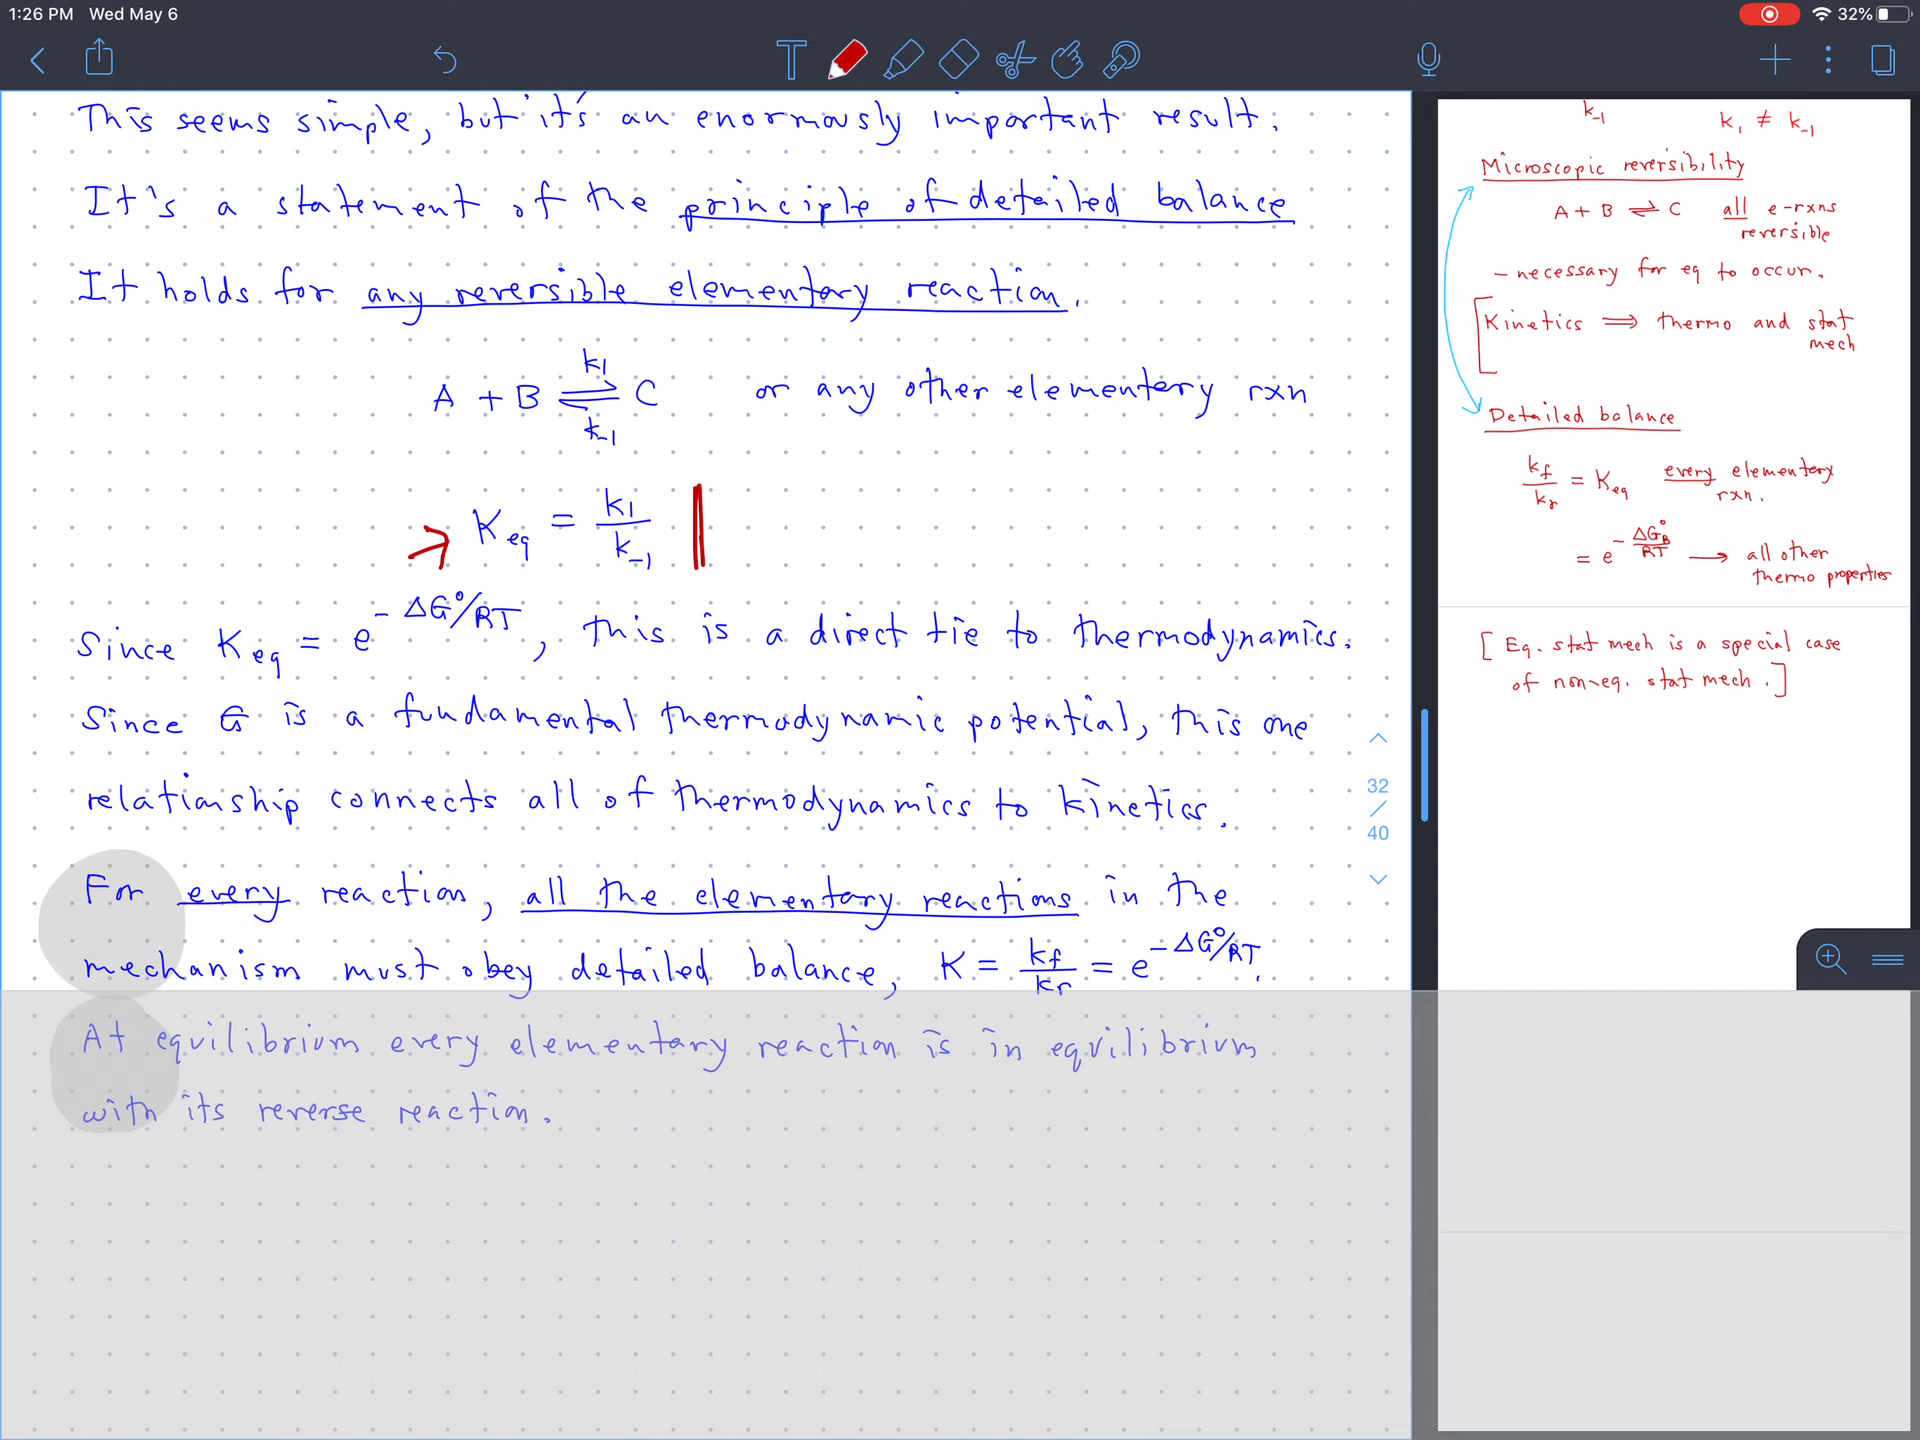 1:26 PM Wed May 6
32%
This seems simple, but it's an enormously important result.
It's a statement of the principle of detailed balance
It holds for any reversible elementary reaction.
k1
A + B ⇌ C or any other elementary rxn
k-1
→ Keq = k1/k-1
Since Keq = e^-ΔG°/RT, this is a direct tie to thermodynamics.
Since G is a fundamental thermodynamic potential, this one
relationship connects all of thermodynamics to kinetics.
For every reaction, all the elementary reactions in the
mechanism must obey detailed balance, K = kf/kr = e^-ΔG°/RT.
At equilibrium every elementary reaction is in equilibrium
with its reverse reaction.
32
/
40
k-1 k1 ≠ k-1
Microscopic reversibility
A + B ⇌ C all e-rxns
reversible
- necessary for eq to occur.
[Kinetics ⇒ thermo and stat
mech
Detailed balance
kf/kr = Keq every elementary
rxn.
= e^-ΔG°R/RT → all other
thermo properties
[ Eq. stat mech is a special case
of non-eq. stat mech. ]